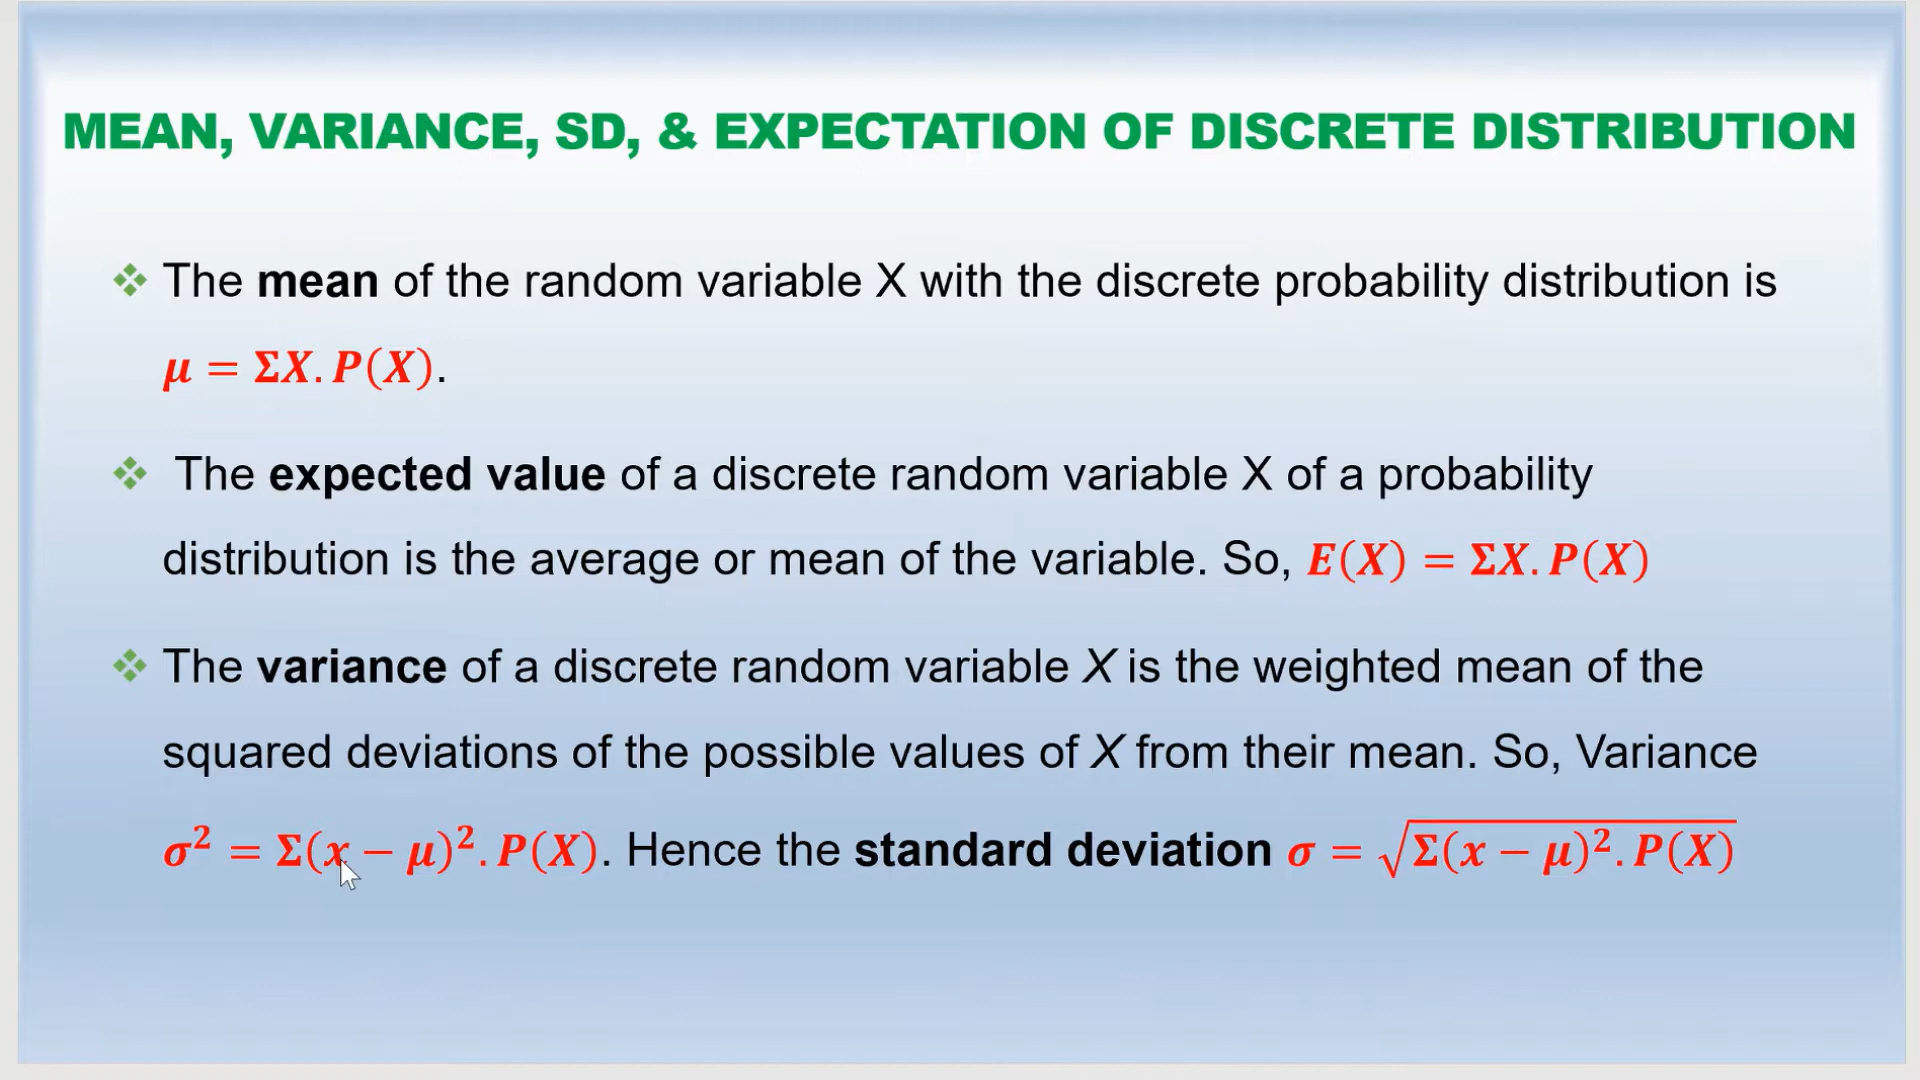 MEAN, VARIANCE, SD, & EXPECTATION OF DISCRETE DISTRIBUTION
The mean of the random variable X with the discrete probability distribution is
μ = ΣX. P(X).
The expected value of a discrete random variable X of a probability
distribution is the average or mean of the variable. So, E(X) = ΣX. P(X)
The variance of a discrete random variable X is the weighted mean of the
squared deviations of the possible values of X from their mean. So, Variance
σ² = Σ(x − μ)². P(X). Hence the standard deviation σ = √Σ(x − μ)². P(X)